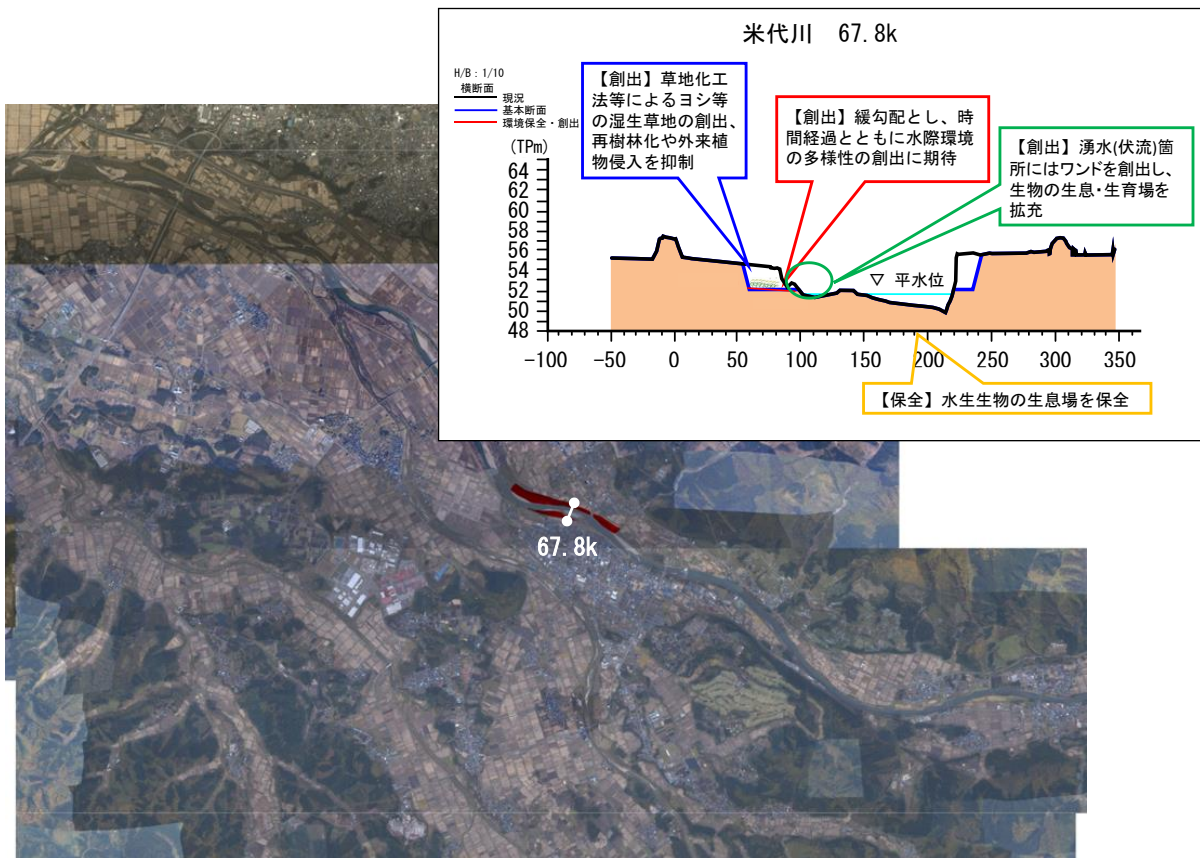 米代川 67.8k
H/B：1/10
横断面
現況
基本断面
環境保全・創出
(TPm)
【創出】草地化工
法等によるヨシ等
の湿生草地の創出、
再樹林化や外来植
物侵入を抑制
【創出】緩勾配とし、時
間経過とともに水際環境
の多様性の創出に期待
【創出】湧水(伏流)箇
所にはワンドを創出し、
生物の生息・生育場を
拡充
64
62
60
58
56
54
52
50
48
▽ 平水位
-100 -50 0 50 100 150 200 250 300 350
【保全】水生生物の生息場を保全
67.8k